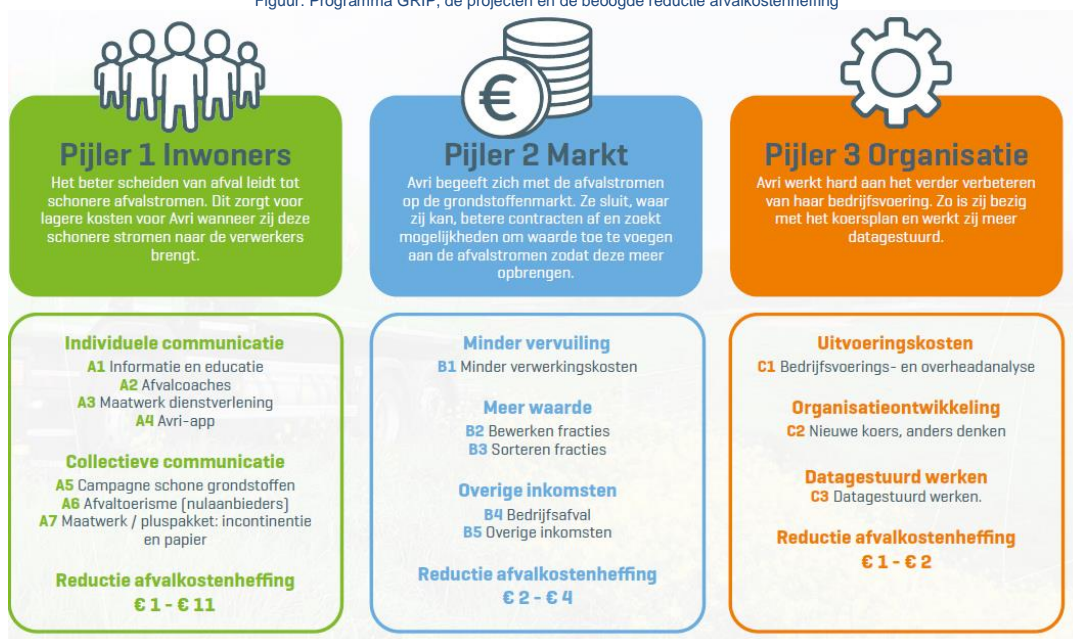 Figuur: Programma GRIP, de projecten en de beoogde reductie afvalkostenheffing
Pijler 1 Inwoners
Het beter scheiden van afval leidt tot
schonere afvalstromen. Dit zorgt voor
lagere kosten voor Avri wanneer zij deze
schonere stromen naar de verwerkers
brengt.
Individuele communicatie
A1 Informatie en educatie
A2 Afvalcoaches
A3 Maatwerk dienstverlening
A4 Avri-app
Collectieve communicatie
A5 Campagne schone grondstoffen
A6 Afvaltoerisme (nulaanbieders)
A7 Maatwerk / pluspakket: incontinentie
en papier
Reductie afvalkostenheffing
€ 1 - € 11
€
Pijler 2 Markt
Avri begeeft zich met de afvalstromen
op de grondstoffenmarkt. Ze sluit, waar
zij kan, betere contracten af en zoekt
mogelijkheden om waarde toe te voegen
aan de afvalstromen zodat deze meer
opbrengen.
Minder vervuiling
B1 Minder verwerkingskosten
Meer waarde
B2 Bewerken fracties
B3 Sorteren fracties
Overige inkomsten
B4 Bedrijfsafval
B5 Overige inkomsten
Reductie afvalkostenheffing
€ 2 - € 4
Pijler 3 Organisatie
Avri werkt hard aan het verder verbeteren
van haar bedrijfsvoering. Zo is zij bezig
met het koersplan en werkt zij meer
datagestuurd.
Uitvoeringskosten
C1 Bedrijfsvoerings- en overheadanalyse
Organisatieontwikkeling
C2 Nieuwe koers, anders denken
Datagestuurd werken
C3 Datagestuurd werken.
Reductie afvalkostenheffing
€ 1 - € 2